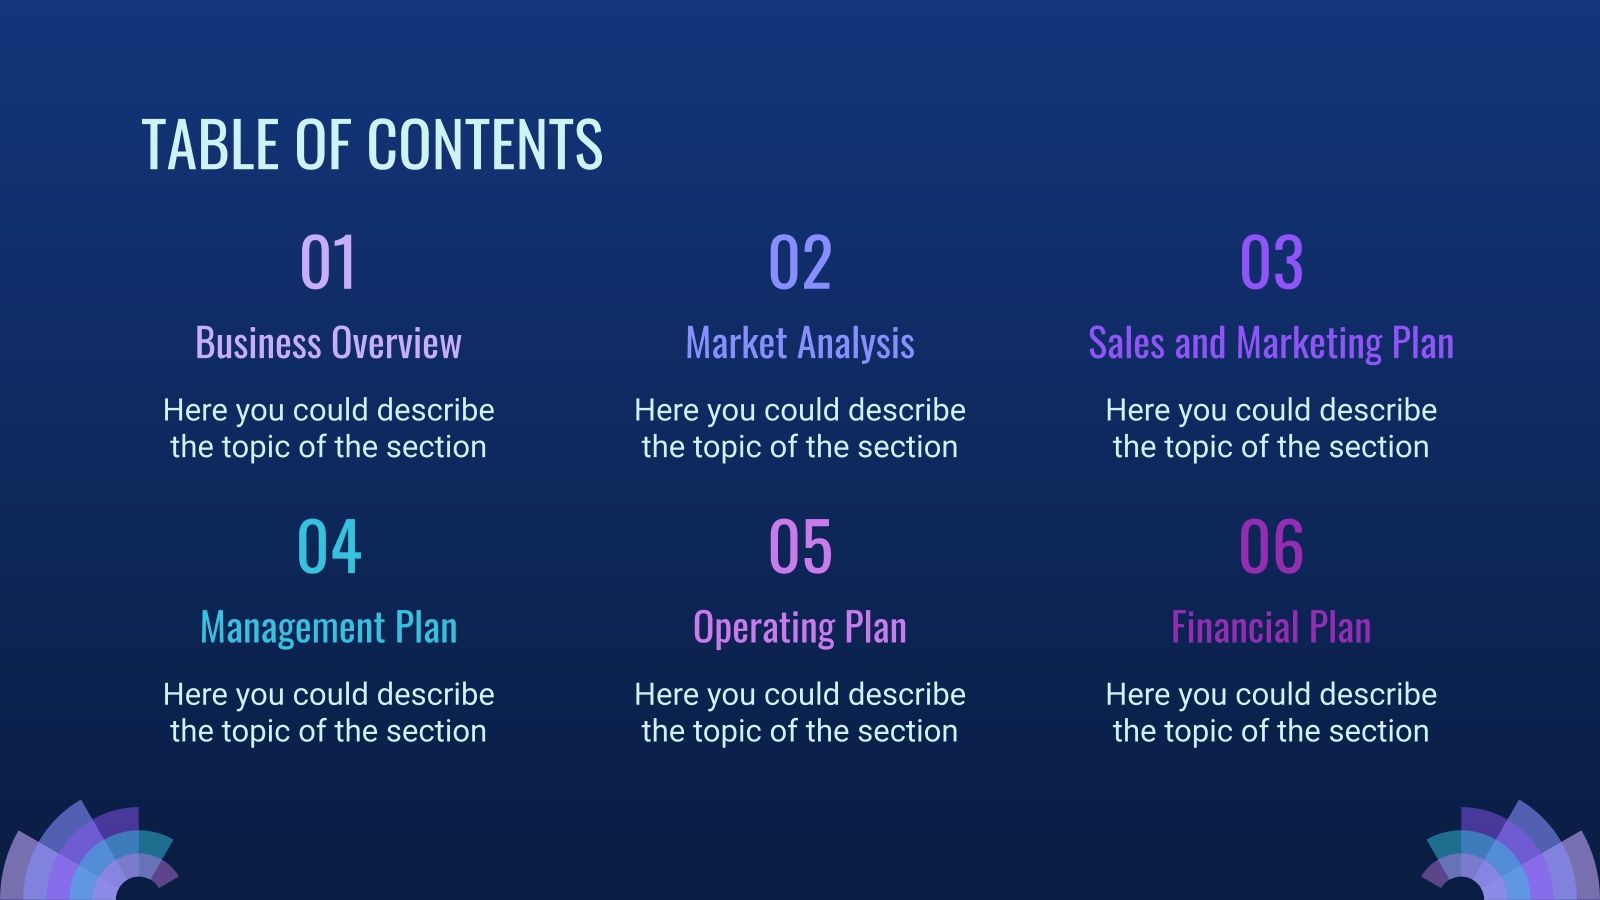 TABLE OF CONTENTS
01
Business Overview
Here you could describe
the topic of the section
02
Market Analysis
Here you could describe
the topic of the section
03
Sales and Marketing Plan
Here you could describe
the topic of the section
04
Management Plan
Here you could describe
the topic of the section
05
Operating Plan
Here you could describe
the topic of the section
06
Financial Plan
Here you could describe
the topic of the section